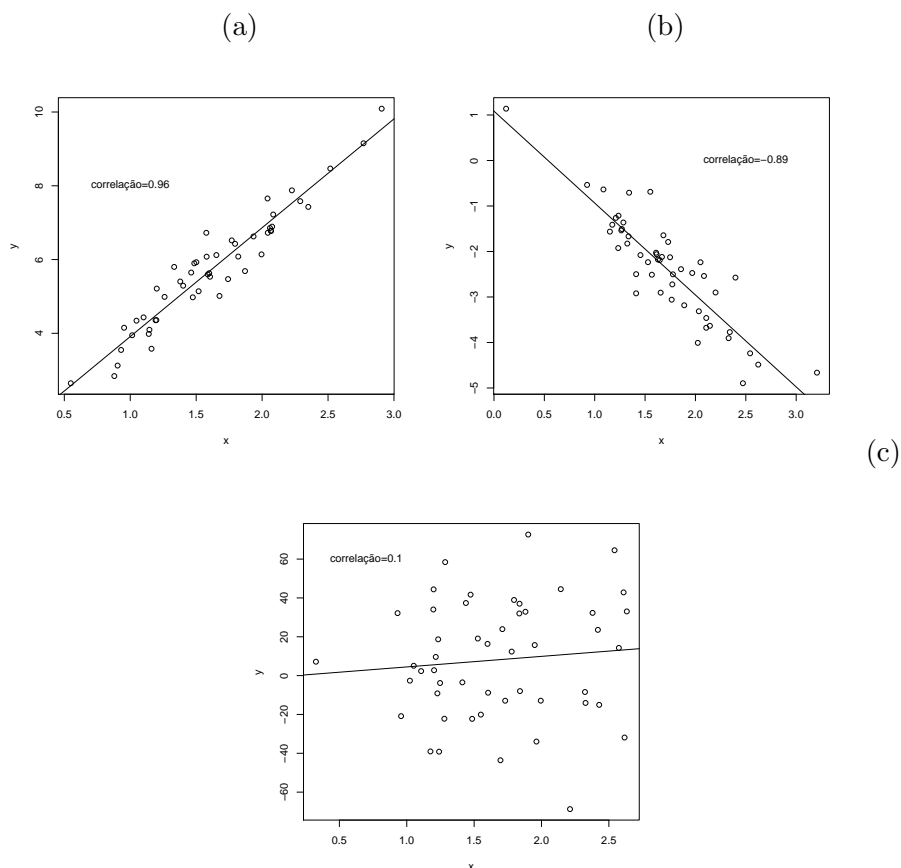 (a)
(b)
correlação=0.96
y
4 6 8 10
0.5 1.0 1.5 2.0 2.5 3.0
x
correlação=−0.89
y
−5 −4 −3 −2 −1 0 1
0.0 0.5 1.0 1.5 2.0 2.5 3.0
x
(c)
correlação=0.1
y
−60 −40 −20 0 20 40 60
0.5 1.0 1.5 2.0 2.5
x